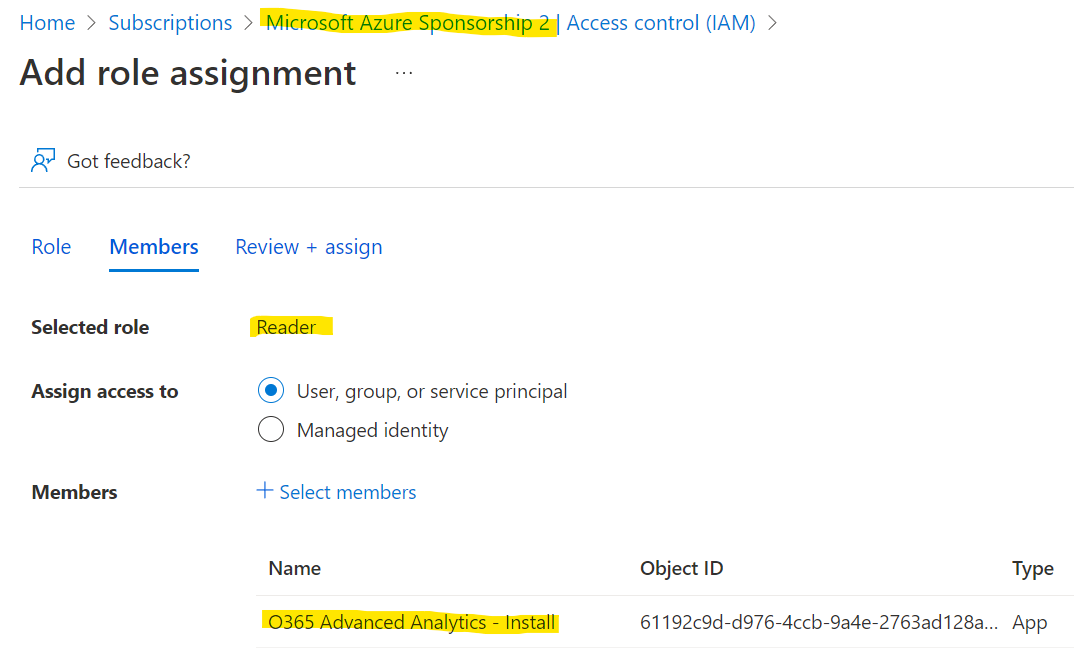 Home > Subscriptions > Microsoft Azure Sponsorship 2 | Access control (IAM) >
Add role assignment ...
Got feedback?
Role Members Review + assign
Selected role Reader
Assign access to User, group, or service principal
Managed identity
Members + Select members
Name Object ID Type
O365 Advanced Analytics - Install 61192c9d-d976-4ccb-9a4e-2763ad128a... App